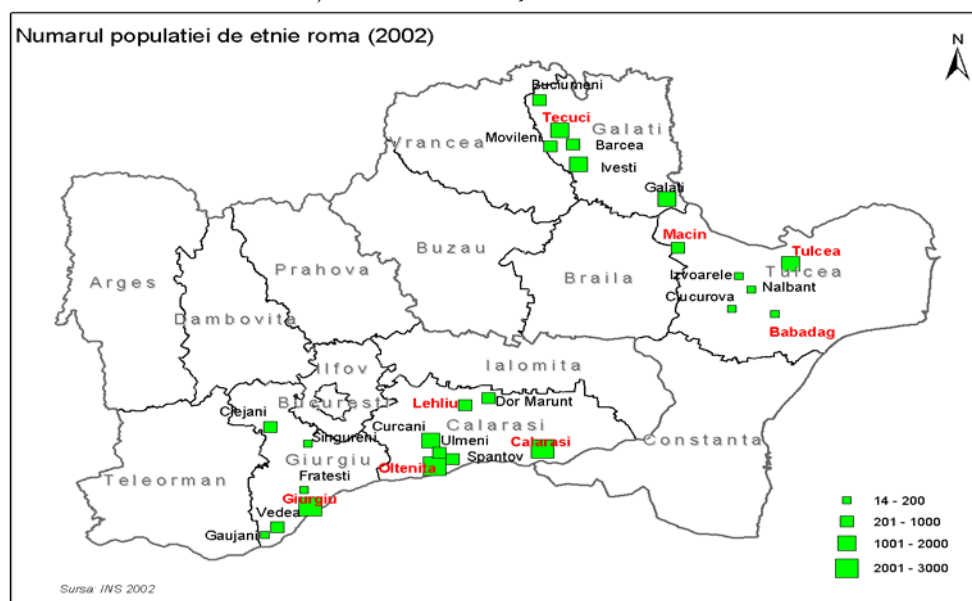 Numarul populatiei de etnie roma (2002)
N
Buciumeni
Tecuci
Galati
Vrancea
Movileni
Barcea
Ivesti
Galati
Macin
Tulcea
Buzau
Prahova
Braila
Izvoarele
Tulcea
Arges
Nalbant
Ciucurova
Dambovita
Babadag
Ilfov
Ialomita
Bucuresti
Lehliu
Dor Marunt
Clejani
Curcani
Calarasi
Singureni
Ulmeni
Calarasi
Constanta
Giurgiu
Spantov
Oltenita
Teleorman
Fratesti
Giurgiu
Vedea
Gaujani
14 - 200
201 - 1000
1001 - 2000
2001 - 3000
Sursa: INS 2002